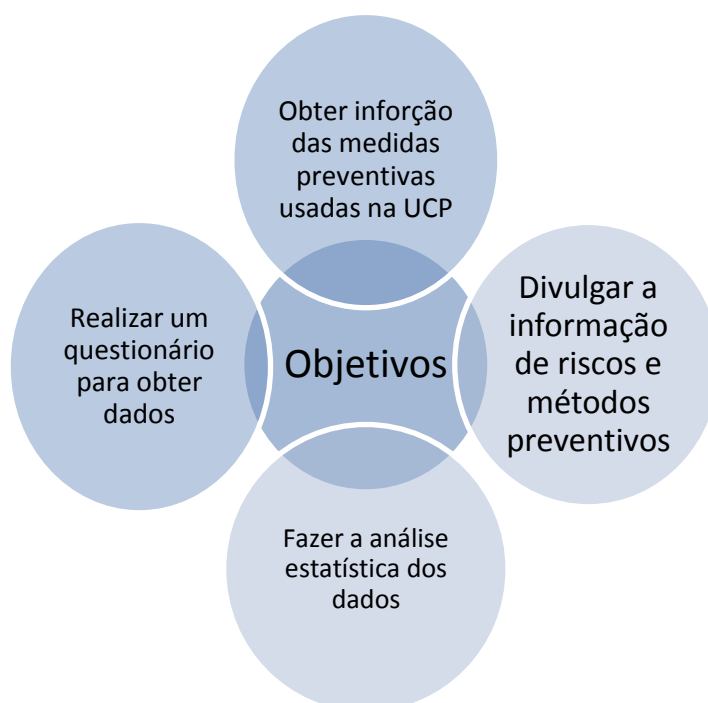 Obter inforção
das medidas
preventivas
usadas na UCP
Realizar um
questionário
para obter
dados
Objetivos
Divulgar a
informação
de riscos e
métodos
preventivos
Fazer a análise
estatística dos
dados